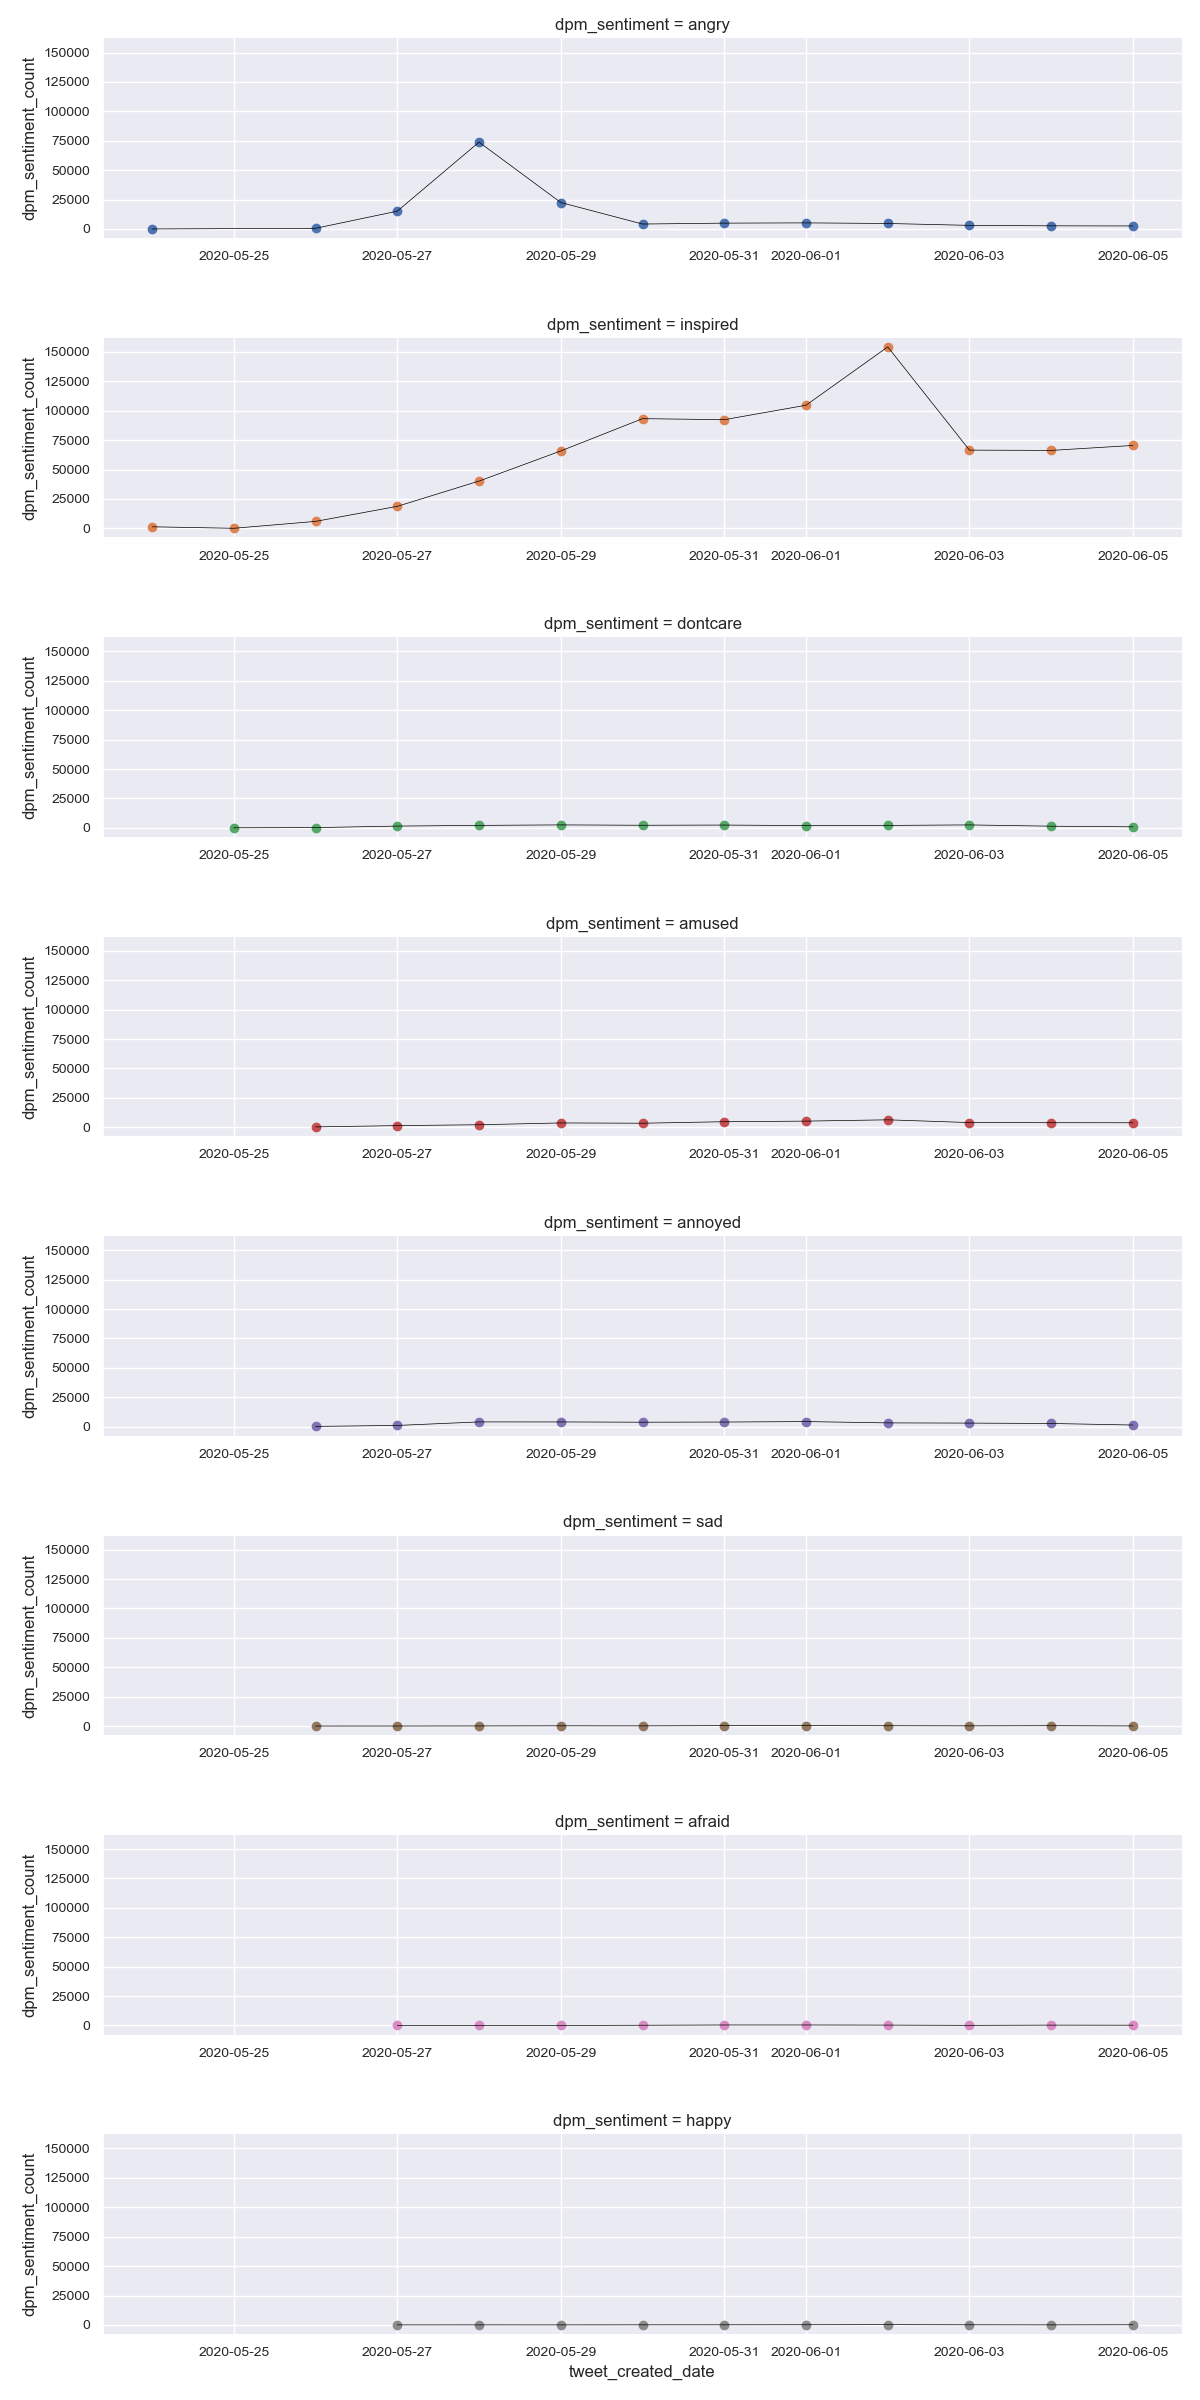 dpm_sentiment = angry
dpm_sentiment_count
150000
125000
100000
75000
50000
25000
0
2020-05-25 2020-05-27 2020-05-29 2020-05-31 2020-06-01 2020-06-03 2020-06-05
dpm_sentiment = inspired
dpm_sentiment_count
150000
125000
100000
75000
50000
25000
0
2020-05-25 2020-05-27 2020-05-29 2020-05-31 2020-06-01 2020-06-03 2020-06-05
dpm_sentiment = dontcare
dpm_sentiment_count
150000
125000
100000
75000
50000
25000
0
2020-05-25 2020-05-27 2020-05-29 2020-05-31 2020-06-01 2020-06-03 2020-06-05
dpm_sentiment = amused
dpm_sentiment_count
150000
125000
100000
75000
50000
25000
0
2020-05-25 2020-05-27 2020-05-29 2020-05-31 2020-06-01 2020-06-03 2020-06-05
dpm_sentiment = annoyed
dpm_sentiment_count
150000
125000
100000
75000
50000
25000
0
2020-05-25 2020-05-27 2020-05-29 2020-05-31 2020-06-01 2020-06-03 2020-06-05
dpm_sentiment = sad
dpm_sentiment_count
150000
125000
100000
75000
50000
25000
0
2020-05-25 2020-05-27 2020-05-29 2020-05-31 2020-06-01 2020-06-03 2020-06-05
dpm_sentiment = afraid
dpm_sentiment_count
150000
125000
100000
75000
50000
25000
0
2020-05-25 2020-05-27 2020-05-29 2020-05-31 2020-06-01 2020-06-03 2020-06-05
dpm_sentiment = happy
dpm_sentiment_count
150000
125000
100000
75000
50000
25000
0
2020-05-25 2020-05-27 2020-05-29 2020-05-31 2020-06-01 2020-06-03 2020-06-05
tweet_created_date